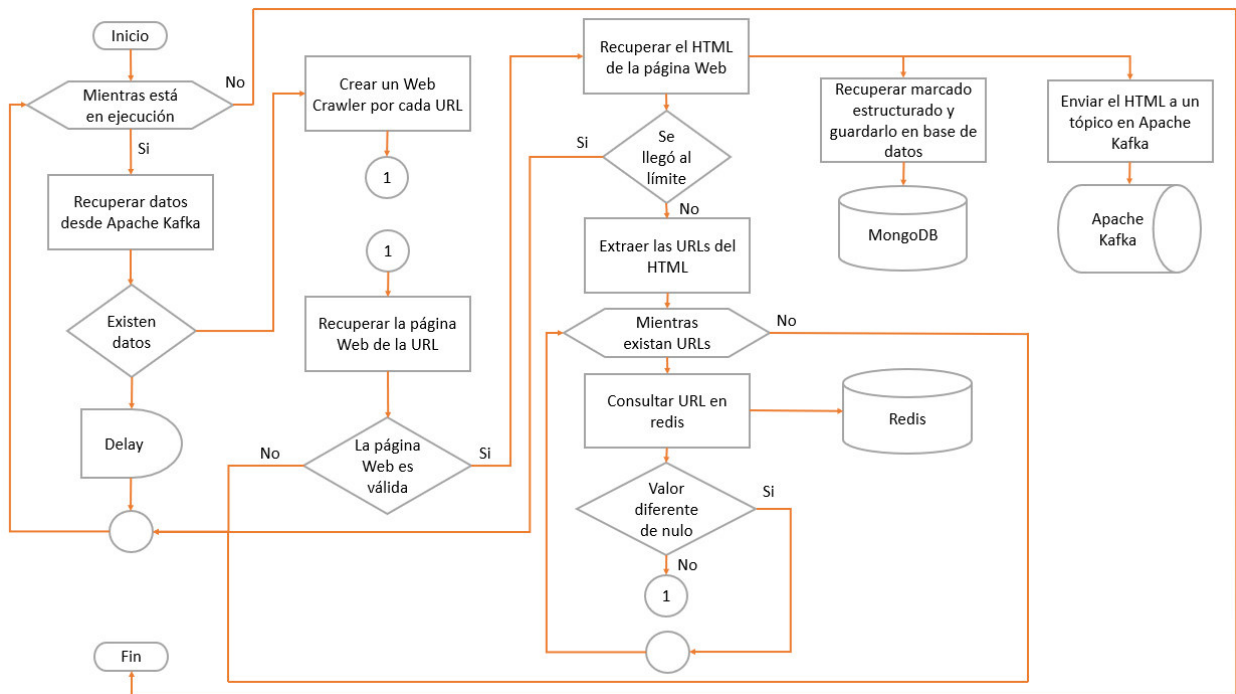 Inicio
Mientras está
en ejecución
No
Si
Recuperar datos
desde Apache Kafka
Existen
datos
Delay
Fin
Crear un Web
Crawler por cada URL
1
1
Recuperar la página
Web de la URL
La página
Web es
válida
No
Si
Recuperar el HTML
de la página Web
Se
llegó al
límite
Si
No
Extraer las URLs del
HTML
Mientras
existan URLs
No
Consultar URL en
redis
Redis
Valor
diferente
de nulo
Si
No
1
Recuperar marcado
estructurado y
guardarlo en base de
datos
MongoDB
Enviar el HTML a un
tópico en Apache
Kafka
Apache
Kafka